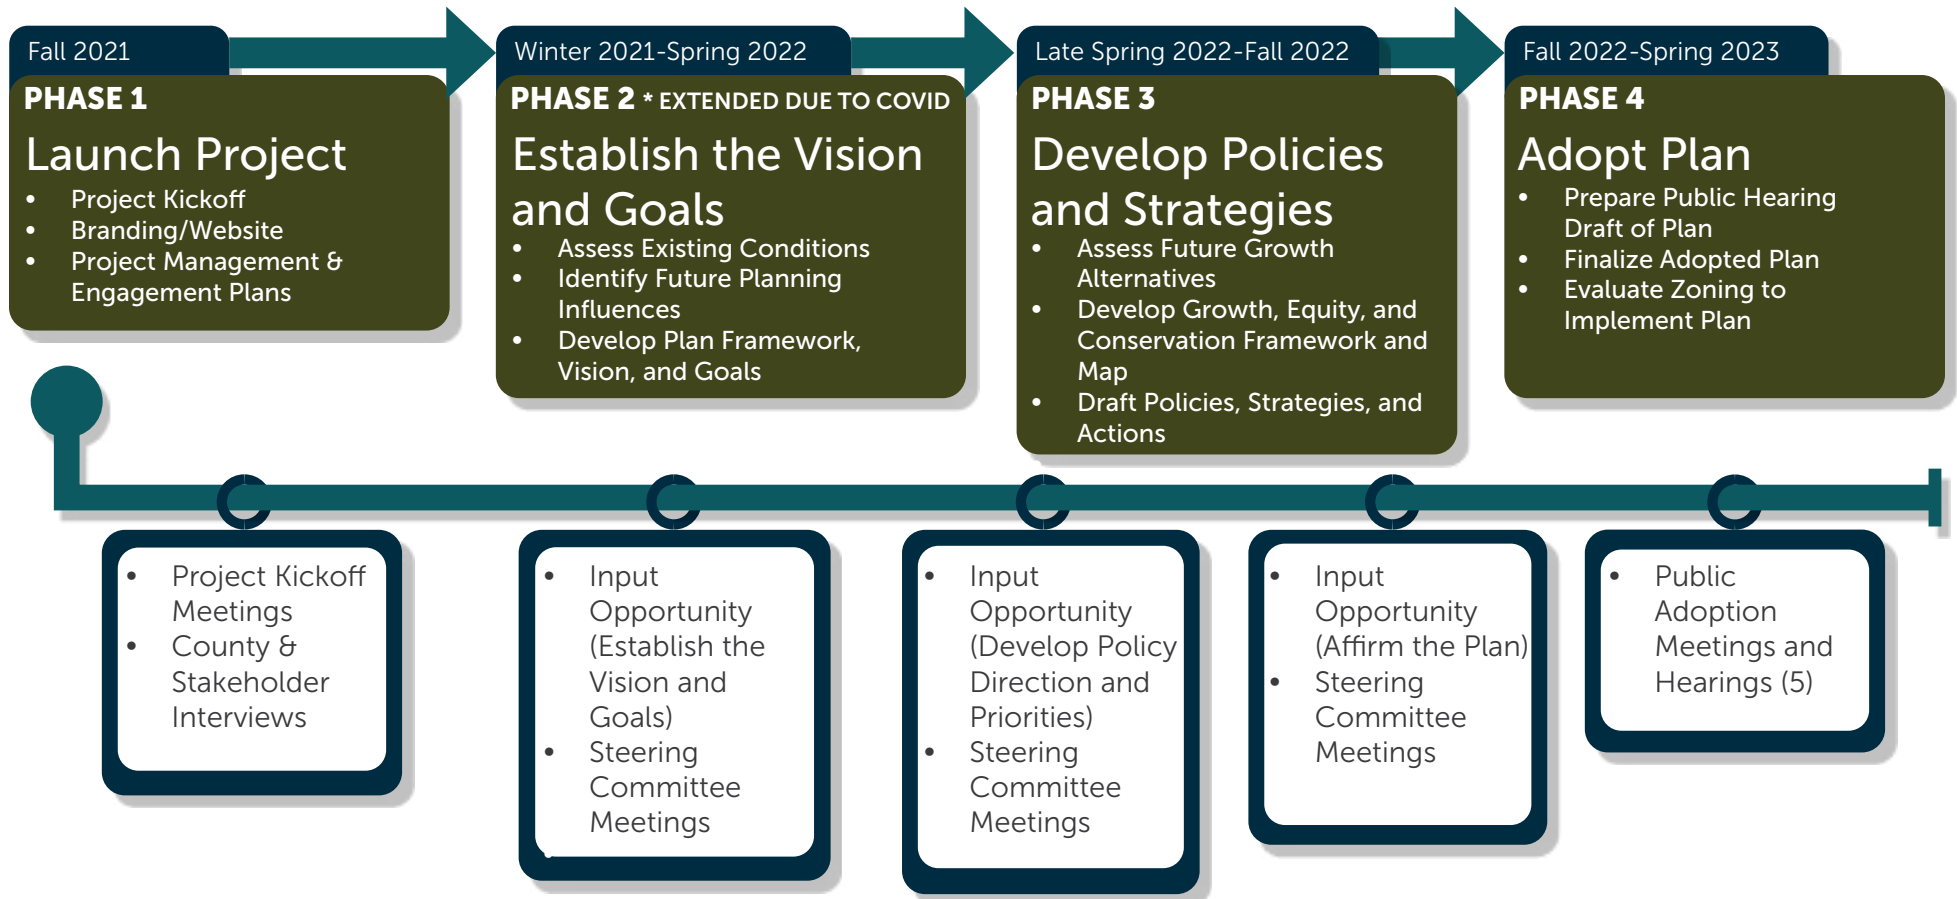 Fall 2021
PHASE 1
Launch Project
• Project Kickoff
• Branding/Website
• Project Management &
Engagement Plans
Winter 2021-Spring 2022
PHASE 2 * EXTENDED DUE TO COVID
Establish the Vision
and Goals
• Assess Existing Conditions
• Identify Future Planning
Influences
• Develop Plan Framework,
Vision, and Goals
Late Spring 2022-Fall 2022
PHASE 3
Develop Policies
and Strategies
• Assess Future Growth
Alternatives
• Develop Growth, Equity, and
Conservation Framework and
Map
• Draft Policies, Strategies, and
Actions
Fall 2022-Spring 2023
PHASE 4
Adopt Plan
• Prepare Public Hearing
Draft of Plan
• Finalize Adopted Plan
• Evaluate Zoning to
Implement Plan
• Project Kickoff
Meetings
• County &
Stakeholder
Interviews
• Input
Opportunity
(Establish the
Vision and
Goals)
• Steering
Committee
Meetings
• Input
Opportunity
(Develop Policy
Direction and
Priorities)
• Steering
Committee
Meetings
• Input
Opportunity
(Affirm the Plan)
• Steering
Committee
Meetings
• Public
Adoption
Meetings and
Hearings (5)